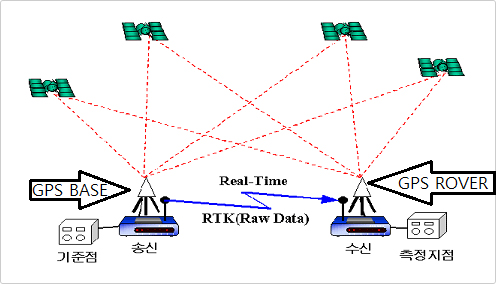 GPS BASE
Real-Time
GPS ROVER
RTK(Raw Data)
기준점
송신
수신
측정지점